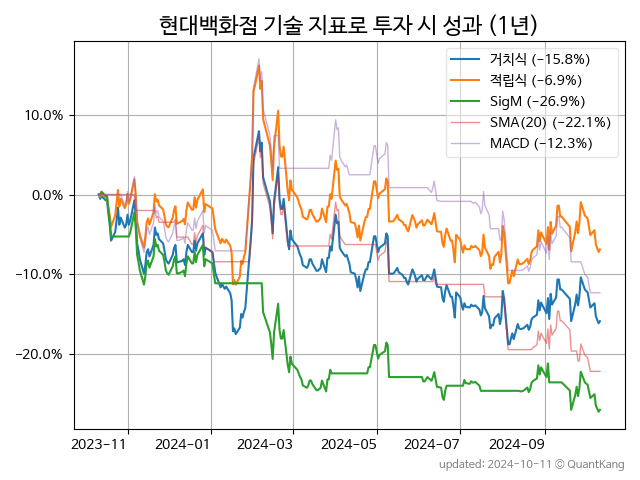 현대백화점 기술 지표로 투자 시 성과 (1년)
거치식 (−15.8%)
적립식 (−6.9%)
SigM (−26.9%)
SMA(20) (−22.1%)
MACD (−12.3%)
10.0%
0.0%
−10.0%
−20.0%
2023-11 2024-01 2024-03 2024-05 2024-07 2024-09
updated: 2024-10-11 © QuantKang